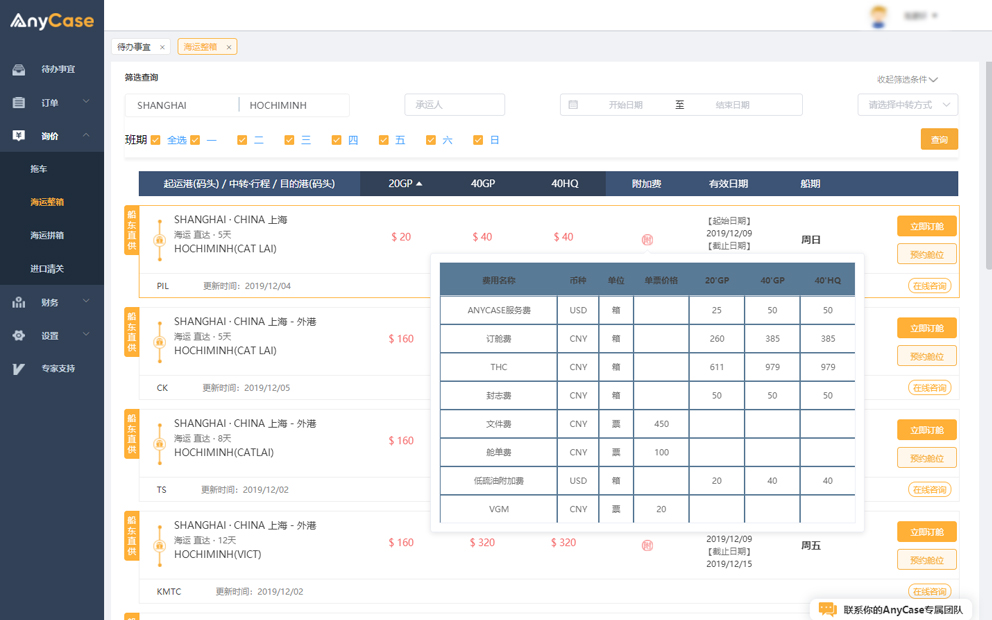 AnyCase
待办事宜 ×
海运整箱 ×
待办事宜
订单
询价
拖车
海运整箱
海运拼箱
进口清关
财务
设置
专家支持
筛选查询
收起筛选条件
SHANGHAI
HOCHIMINH
承运人
开始日期 至 结束日期
请选择中转方式
班期 全选 一 二 三 四 五 六 日
查询
起运港(码头) / 中转·行程 / 目的港(码头) 20GP 40GP 40HQ 附加费 有效日期 船期
船东直供
SHANGHAI · CHINA 上海
海运 直达 · 5天
HOCHIMINH(CAT LAI)
$ 20 $ 40 $ 40
附
【起始日期】
2019/12/09
【截止日期】
周日
立即订舱
预约舱位
PIL 更新时间：2019/12/04
在线咨询
船东直供
SHANGHAI · CHINA 上海 - 外港
海运 直达 · 5天
HOCHIMINH(CAT LAI)
$ 160
立即订舱
预约舱位
CK 更新时间：2019/12/05
在线咨询
船东直供
SHANGHAI · CHINA 上海 - 外港
海运 直达 · 8天
HOCHIMINH(CATLAI)
$ 160
立即订舱
预约舱位
TS 更新时间：2019/12/02
在线咨询
船东直供
SHANGHAI · CHINA 上海 - 外港
海运 直达 · 12天
HOCHIMINH(VICT)
$ 160 $ 320 $ 320
附
2019/12/09
【截止日期】
2019/12/15
周五
立即订舱
预约舱位
KMTC 更新时间：2019/12/02
在线咨询
费用名称 币种 单位 单票价格 20'GP 40'GP 40'HQ
ANYCASE服务费 USD 箱 25 50 50
订舱费 CNY 箱 260 385 385
THC CNY 箱 611 979 979
封志费 CNY 箱 50 50 50
文件费 CNY 票 450
舱单费 CNY 票 100
低硫油附加费 USD 箱 20 40 40
VGM CNY 票 20
联系你的AnyCase专属团队